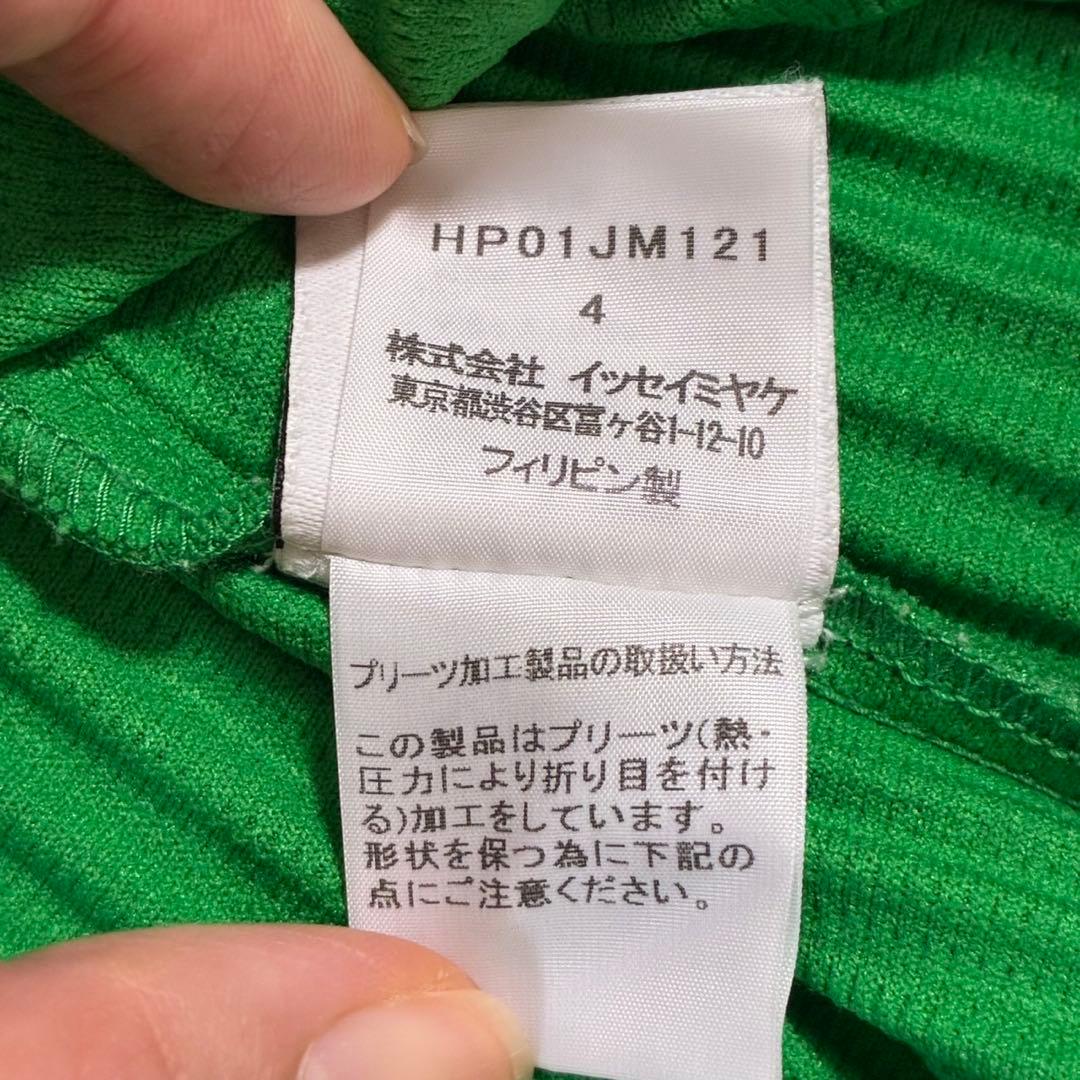 HP01JM121
4
株式会社 イッセイミヤケ
東京都渋谷区富ヶ谷1-12-10
フィリピン製
プリーツ加工製品の取扱い方法
この製品はプリーツ(熱・
圧力により折り目を付け
る)加工をしています。
形状を保つ為に下記の
点にご注意ください。